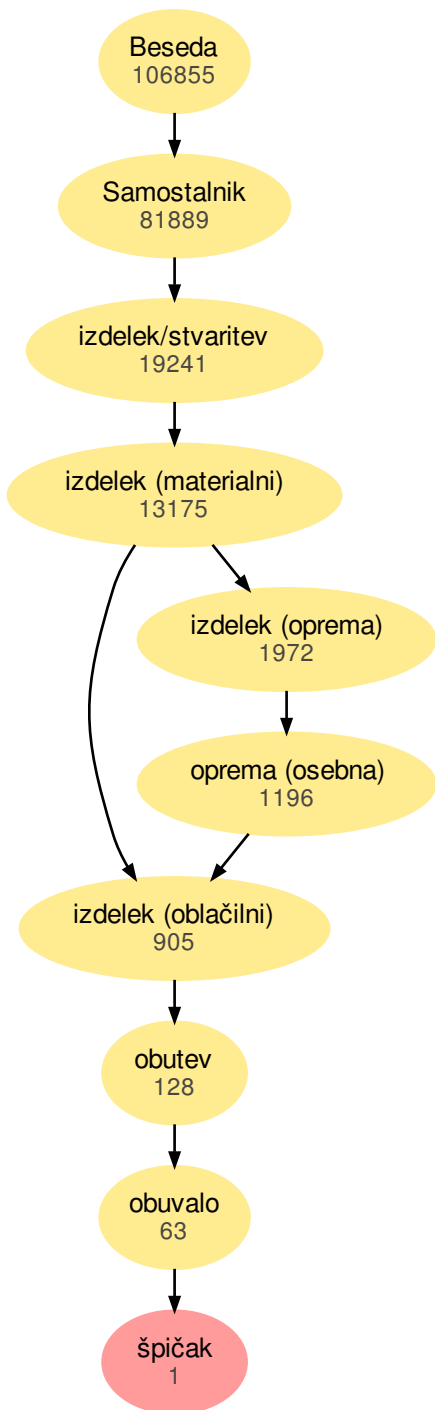 Beseda
106855
Samostalnik
81889
izdelek/stvaritev
19241
izdelek (materialni)
13175
izdelek (oprema)
1972
oprema (osebna)
1196
izdelek (oblačilni)
905
obutev
128
obuvalo
63
špičak
1